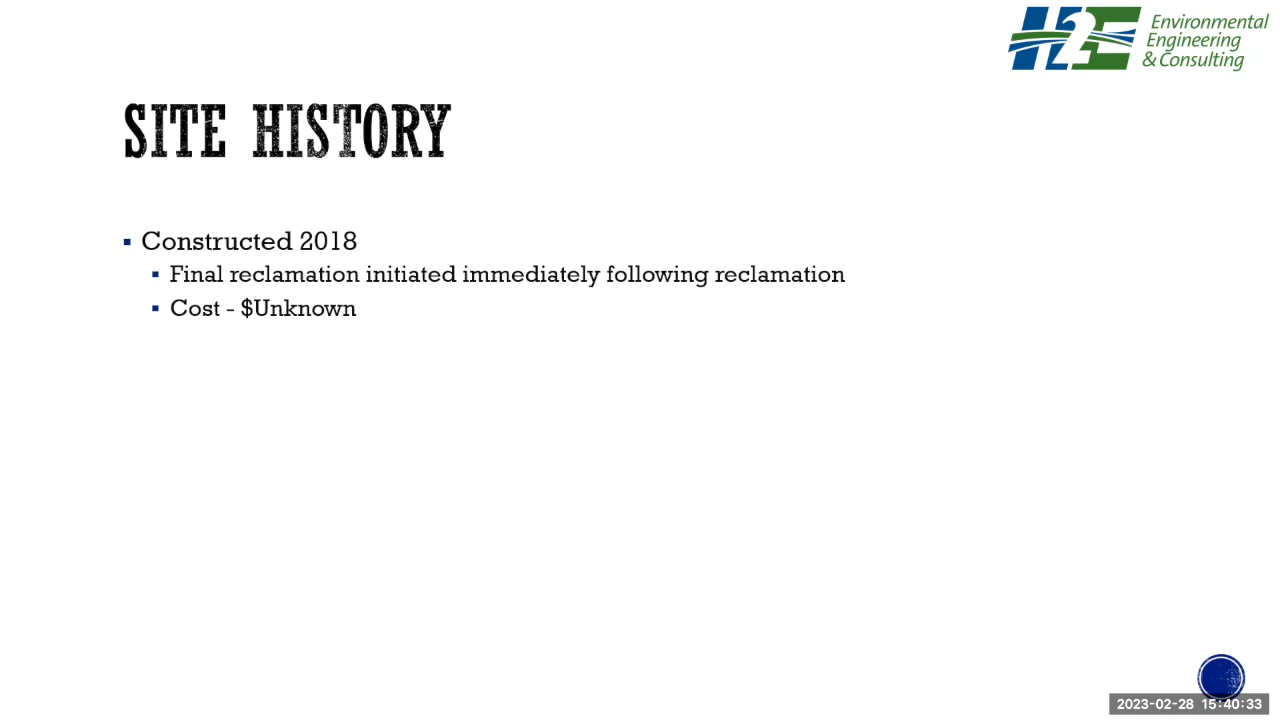 H2E Environmental
Engineering
& Consulting
SITE HISTORY
▪ Constructed 2018
▪ Final reclamation initiated immediately following reclamation
▪ Cost - $Unknown
2023-02-28 15:40:33